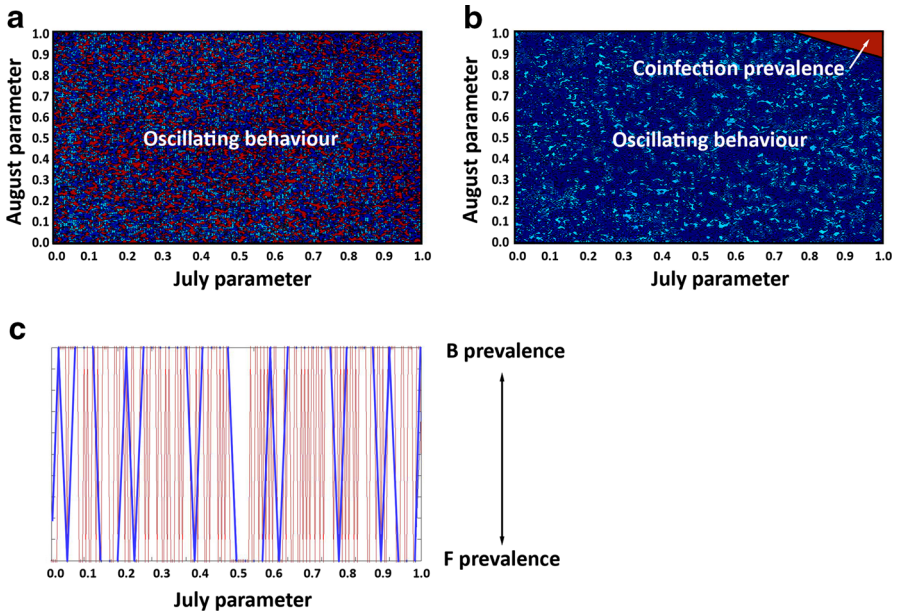 a
August parameter
1.0
0.9
0.8
0.7
0.6
0.5
0.4
0.3
0.2
0.1
0.0
Oscillating behaviour
0.0 0.1 0.2 0.3 0.4 0.5 0.6 0.7 0.8 0.9 1.0
July parameter
b
August parameter
1.0
0.9
0.8
0.7
0.6
0.5
0.4
0.3
0.2
0.1
0.0
Coinfection prevalence
Oscillating behaviour
0.0 0.1 0.2 0.3 0.4 0.5 0.6 0.7 0.8 0.9 1.0
July parameter
c
B prevalence
F prevalence
0.0 0.1 0.2 0.3 0.4 0.5 0.6 0.7 0.8 0.9 1.0
July parameter